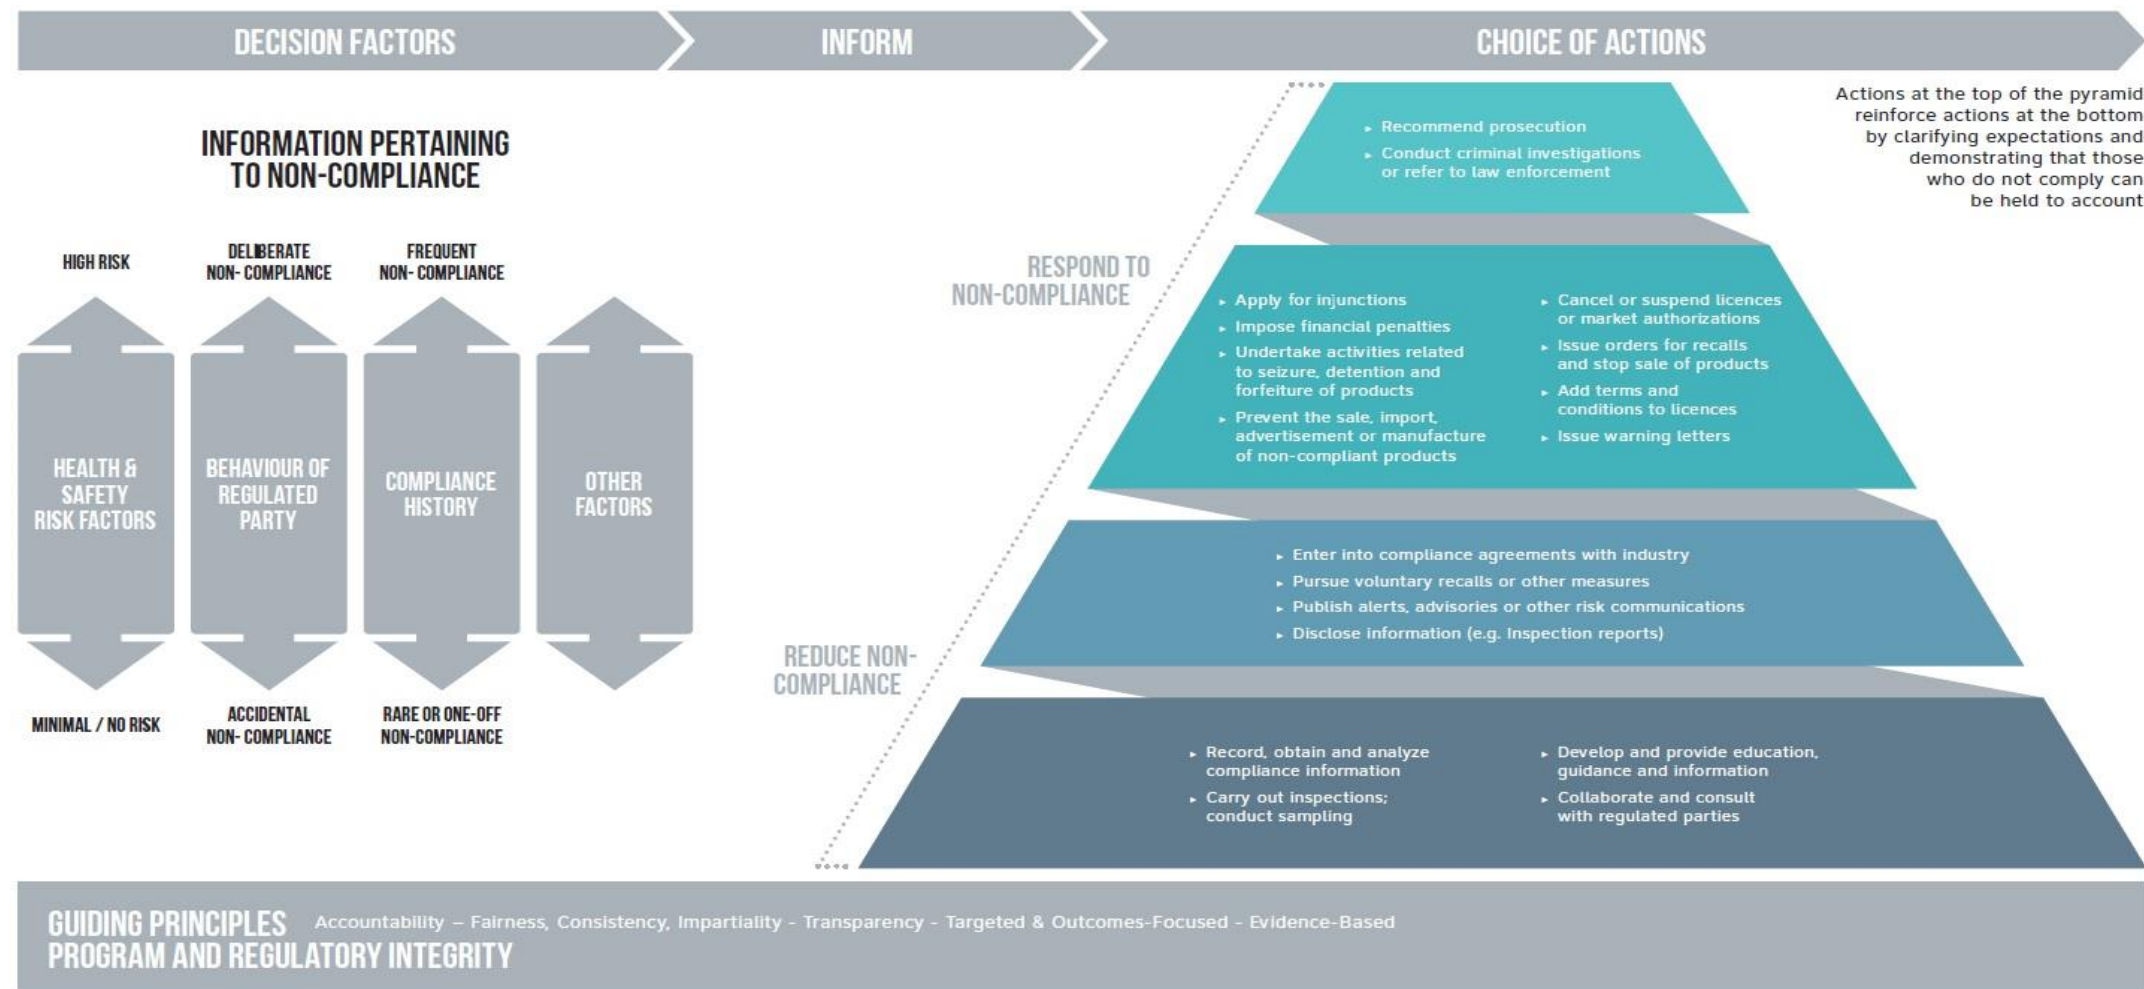 DECISION FACTORS
INFORM
CHOICE OF ACTIONS
INFORMATION PERTAINING
TO NON-COMPLIANCE
HIGH RISK
DELIBERATE
NON- COMPLIANCE
FREQUENT
NON- COMPLIANCE
HEALTH &
SAFETY
RISK FACTORS
BEHAVIOUR OF
REGULATED
PARTY
COMPLIANCE
HISTORY
OTHER
FACTORS
MINIMAL / NO RISK
ACCIDENTAL
NON- COMPLIANCE
RARE OR ONE-OFF
NON-COMPLIANCE
RESPOND TO
NON-COMPLIANCE
REDUCE NON-
COMPLIANCE
▸ Recommend prosecution
▸ Conduct criminal investigations
or refer to law enforcement
Actions at the top of the pyramid
reinforce actions at the bottom
by clarifying expectations and
demonstrating that those
who do not comply can
be held to account
▸ Apply for injunctions
▸ Impose financial penalties
▸ Undertake activities related
to seizure, detention and
forfeiture of products
▸ Prevent the sale, import,
advertisement or manufacture
of non-compliant products
▸ Cancel or suspend licences
or market authorizations
▸ Issue orders for recalls
and stop sale of products
▸ Add terms and
conditions to licences
▸ Issue warning letters
▸ Enter into compliance agreements with industry
▸ Pursue voluntary recalls or other measures
▸ Publish alerts, advisories or other risk communications
▸ Disclose information (e.g. Inspection reports)
▸ Record, obtain and analyze
compliance information
▸ Carry out inspections;
conduct sampling
▸ Develop and provide education,
guidance and information
▸ Collaborate and consult
with regulated parties
GUIDING PRINCIPLES Accountability – Fairness, Consistency, Impartiality - Transparency - Targeted & Outcomes-Focused - Evidence-Based
PROGRAM AND REGULATORY INTEGRITY